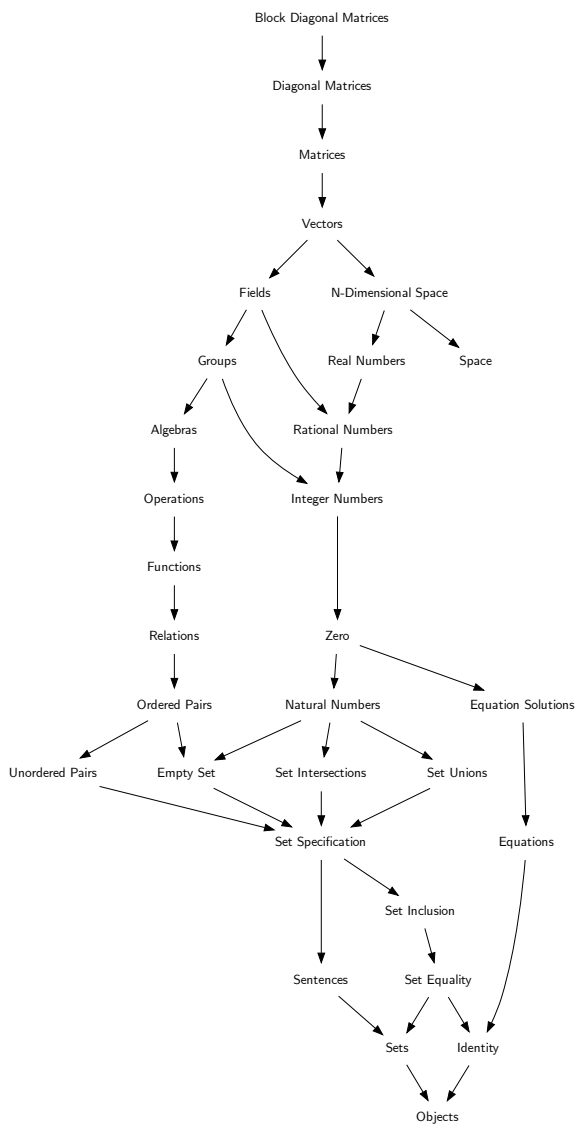 Block Diagonal Matrices
Diagonal Matrices
Matrices
Vectors
Fields
N-Dimensional Space
Groups
Real Numbers
Space
Algebras
Rational Numbers
Operations
Integer Numbers
Functions
Relations
Zero
Ordered Pairs
Natural Numbers
Equation Solutions
Unordered Pairs
Empty Set
Set Intersections
Set Unions
Set Specification
Equations
Set Inclusion
Sentences
Set Equality
Sets
Identity
Objects